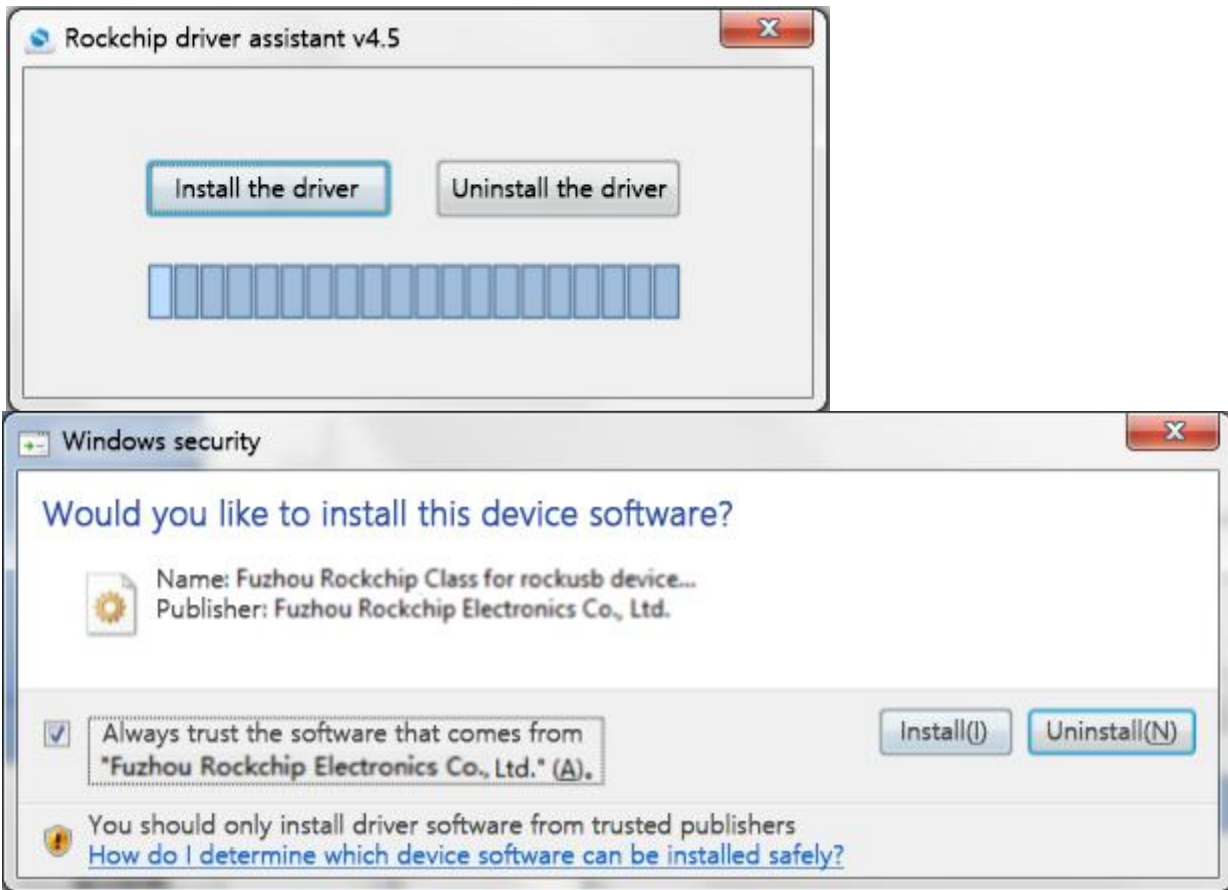 Rockchip driver assistant v4.5
Install the driver
Uninstall the driver
Windows security
Would you like to install this device software?
Name: Fuzhou Rockchip Class for rockusb device...
Publisher: Fuzhou Rockchip Electronics Co., Ltd.
Always trust the software that comes from
"Fuzhou Rockchip Electronics Co., Ltd." (A).
Install(I)
Uninstall(N)
You should only install driver software from trusted publishers
How do I determine which device software can be installed safely?